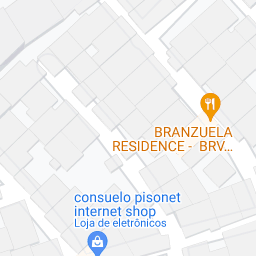 BRANZUELA
RESIDENCE - BRV...
consuelo pisonet
internet shop
Loja de eletrônicos